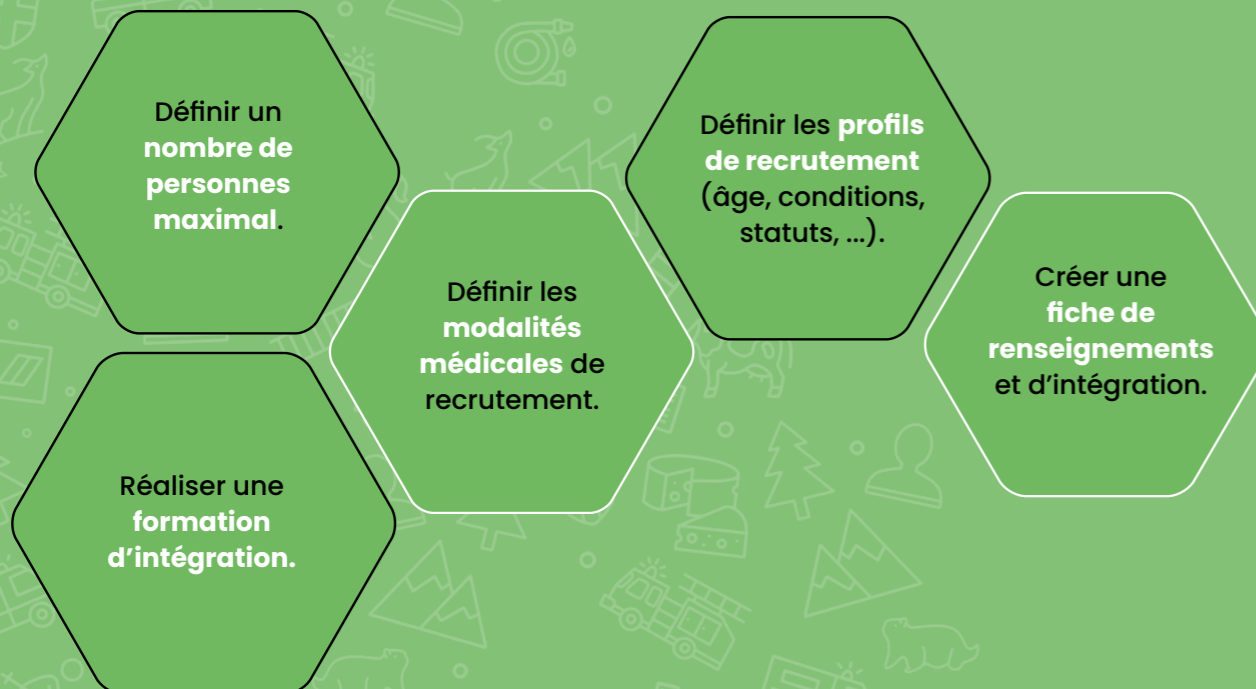 Définir un
nombre de
personnes
maximal.
Définir les
modalités
médicales de
recrutement.
Définir les profils
de recrutement
(âge, conditions,
statuts, ...).
Créer une
fiche de
renseignements
et d’intégration.
Réaliser une
formation
d’intégration.